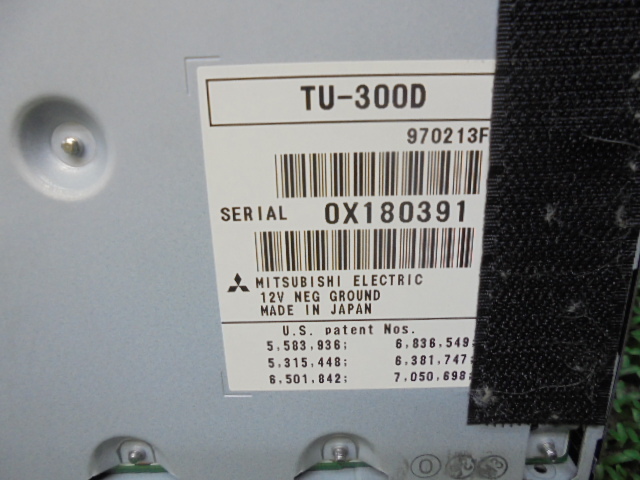 TU-300D
970213F
SERIAL 0X180391
MITSUBISHI ELECTRIC
12V NEG GROUND
MADE IN JAPAN
U.S. patent Nos.
5,583,936; 6,836,549;
5,315,448; 6,381,747;
6,501,842; 7,050,698;